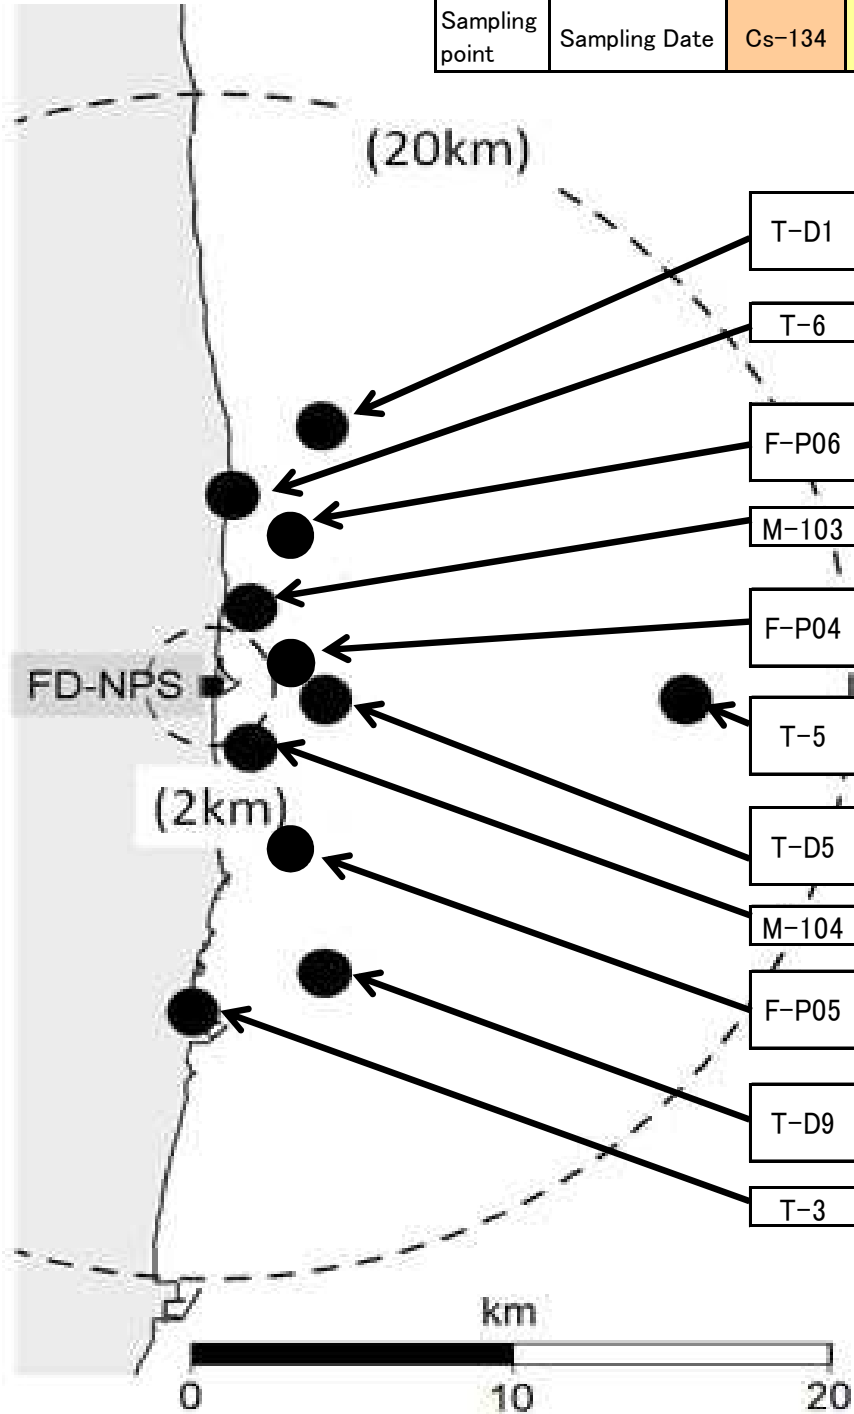 Sampling
point
Sampling Date
Cs-134
(20km)
T-D1
T-6
F-P06
M-103
F-P04
FD-NPS
T-5
(2km)
T-D5
M-104
F-P05
T-D9
T-3
km
0 10 20